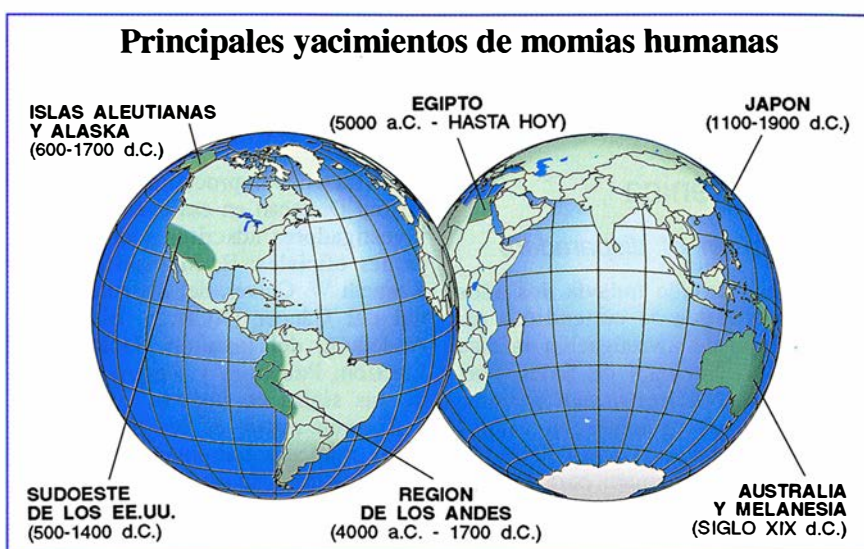 Principales yacimientos de momias humanas
ISLAS ALEUTIANAS
Y ALASKA
(600-1700 d.C.)
EGIPTO
(5000 a.C. - HASTA HOY)
JAPON
(1100-1900 d.C.)
SUDOESTE
DE LOS EE.UU.
(500-1400 d.C.)
REGION
DE LOS ANDES
(4000 a.C. - 1700 d.C.)
AUSTRALIA
Y MELANESIA
(SIGLO XIX d.C.)